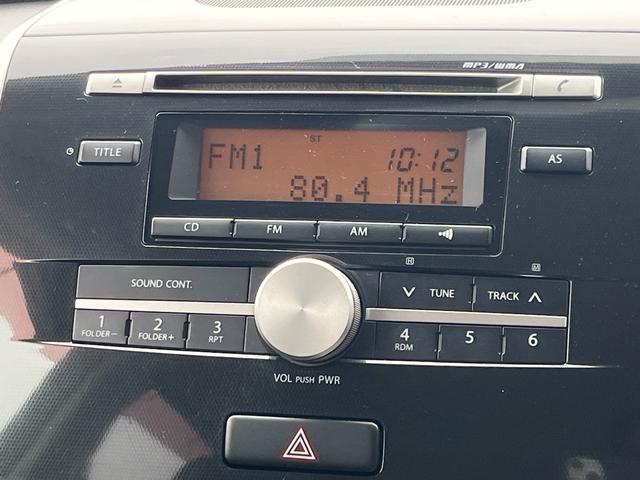 MP3/WMA
TITLE
ST
FM1 10:12
80.4 MHz
AS
CD FM AM
SOUND CONT.
H
TUNE
M
TRACK
1 FOLDER−
2 FOLDER+
3 RPT
4 RDM
5
6
VOL PUSH PWR